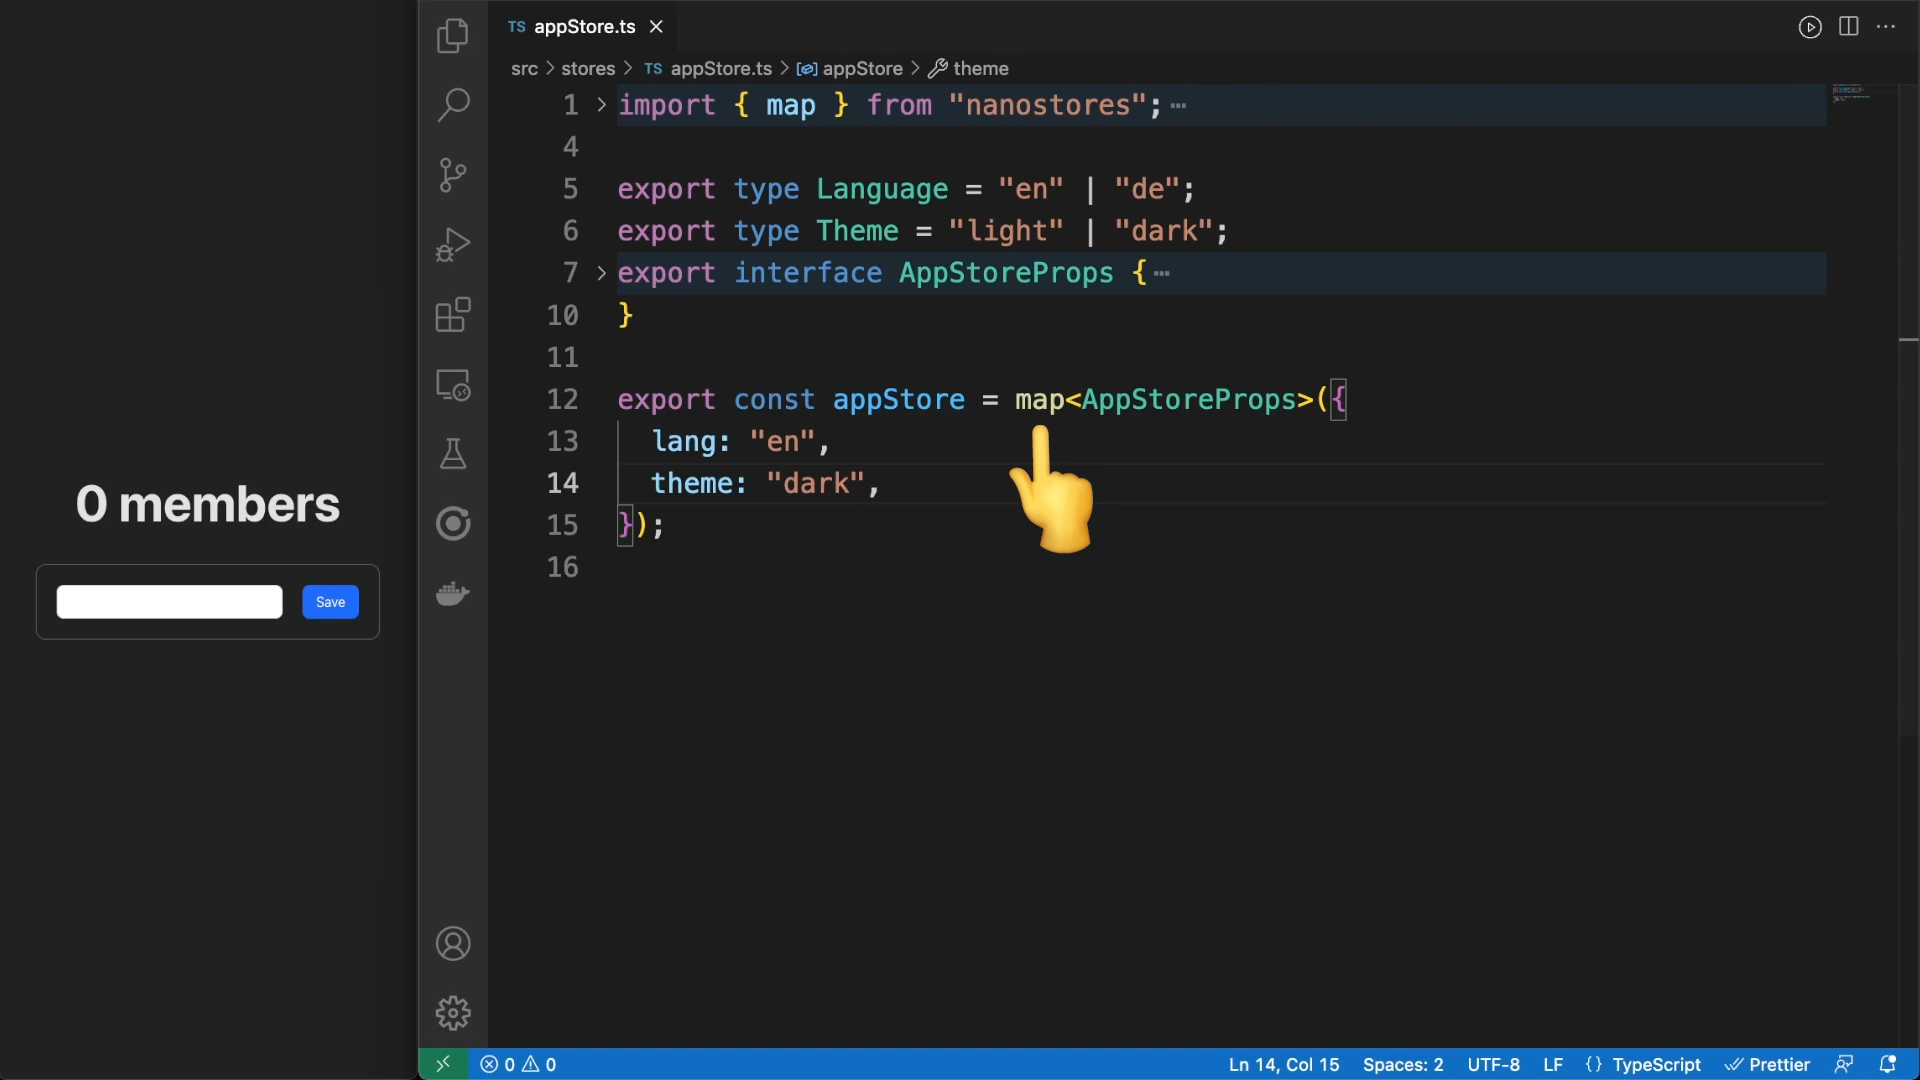 0 members
Save
TS appStore.ts
src > stores > TS appStore.ts > appStore > theme
1 import { map } from "nanostores";
4
5 export type Language = "en" | "de";
6 export type Theme = "light" | "dark";
7 export interface AppStoreProps {
10 }
11
12 export const appStore = map<AppStoreProps>({
13 lang: "en",
14 theme: "dark",
15 });
16
0 0 Ln 14, Col 15 Spaces: 2 UTF-8 LF {} TypeScript Prettier